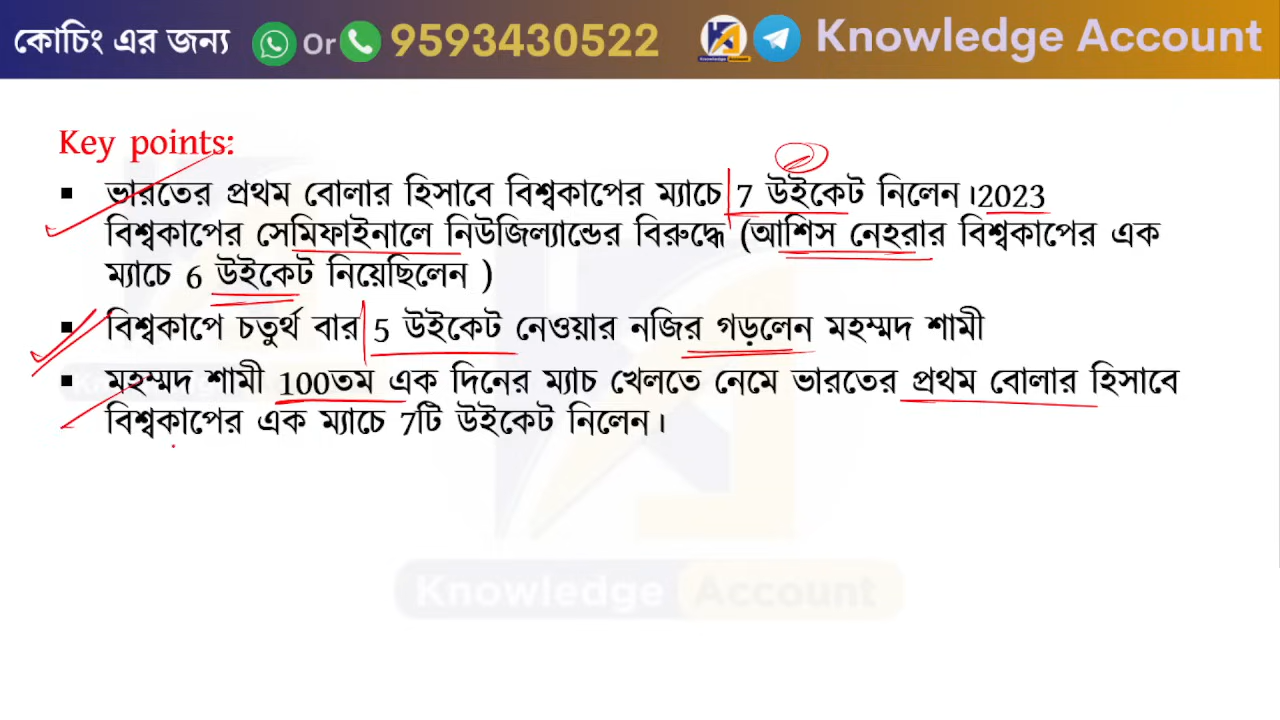 কোচিং এর জন্য Or 9593430522 Knowledge Account
Key points:
ভারতের প্রথম বোলার হিসাবে বিশ্বকাপের ম্যাচে 7 উইকেট নিলেন।2023
বিশ্বকাপের সেমিফাইনালে নিউজিল্যান্ডের বিরুদ্ধে (আশিস নেহরার বিশ্বকাপের এক
ম্যাচে 6 উইকেট নিয়েছিলেন )
বিশ্বকাপে চতুর্থ বার 5 উইকেট নেওয়ার নজির গড়লেন মহম্মদ শামী
মহম্মদ শামী 100তম এক দিনের ম্যাচ খেলতে নেমে ভারতের প্রথম বোলার হিসাবে
বিশ্বকাপের এক ম্যাচে 7টি উইকেট নিলেন।
Knowledge Account